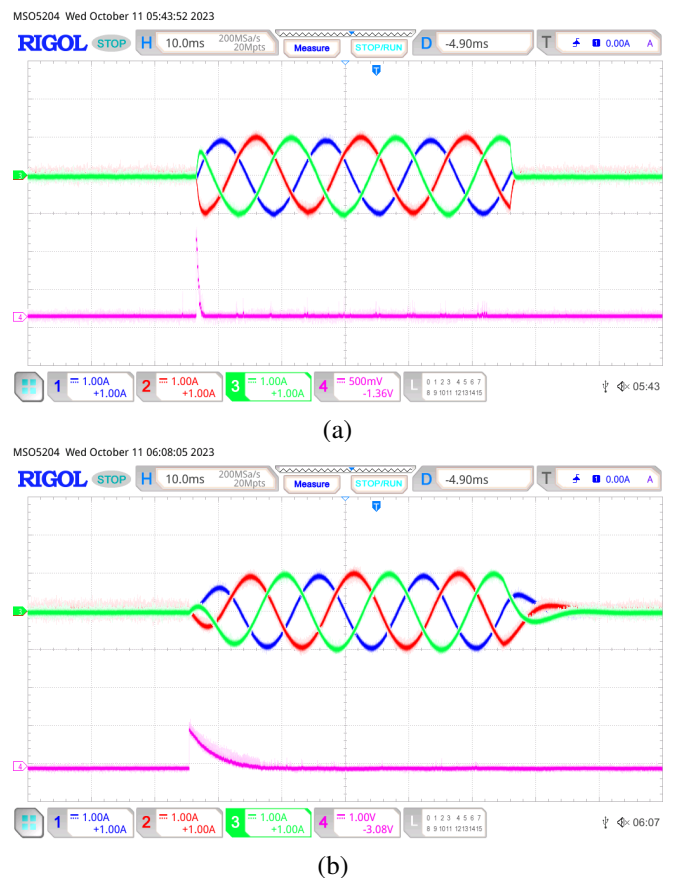 MSO5204 Wed October 11 05:43:52 2023
RIGOL STOP H 10.0ms 200MSa/s 20Mpts Measure STOP/RUN D -4.90ms T 1 0.00A A
T
3
4
1 1.00A +1.00A 2 1.00A +1.00A 3 1.00A +1.00A 4 500mV -1.36V L 0 1 2 3 4 5 6 7 8 9 10 11 12 13 14 15 05:43
(a)
MSO5204 Wed October 11 06:08:05 2023
RIGOL STOP H 10.0ms 200MSa/s 20Mpts Measure STOP/RUN D -4.90ms T 1 0.00A A
T
3
4
1 1.00A +1.00A 2 1.00A +1.00A 3 1.00A +1.00A 4 1.00V -3.08V L 0 1 2 3 4 5 6 7 8 9 10 11 12 13 14 15 06:07
(b)